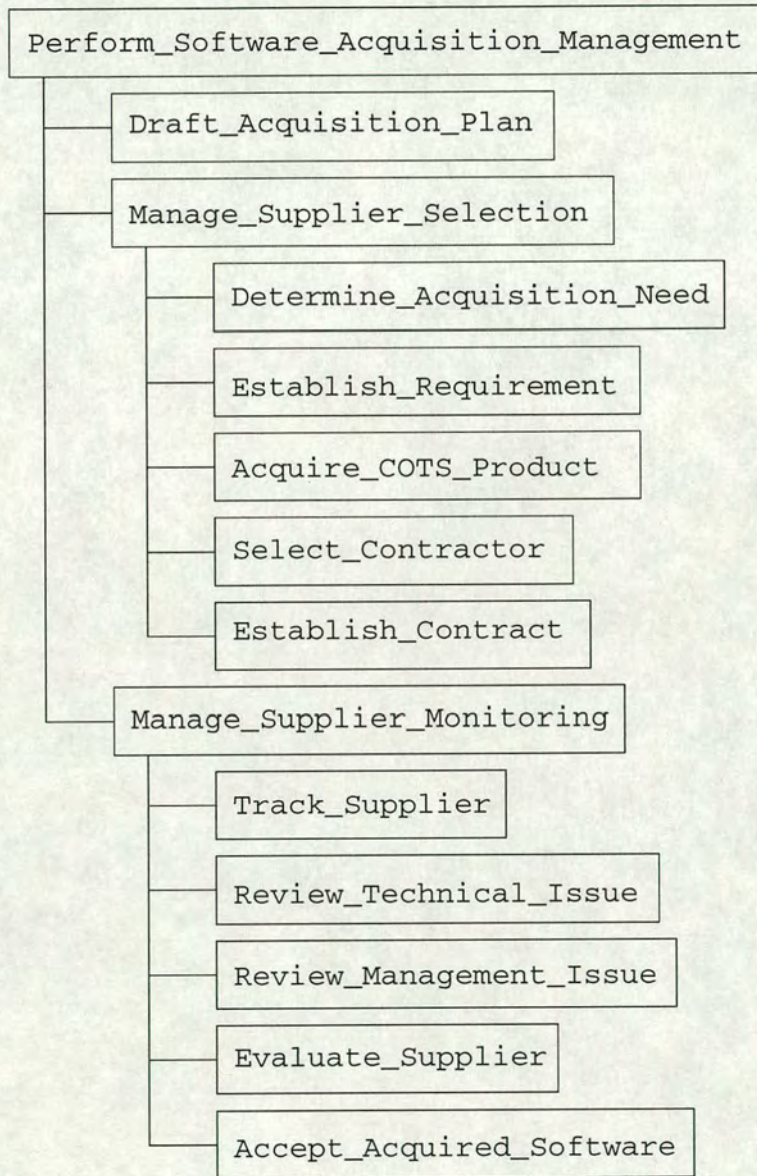 Perform_Software_Acquisition_Management
Draft_Acquisition_Plan
Manage_Supplier_Selection
Determine_Acquisition_Need
Establish_Requirement
Acquire_COTS_Product
Select_Contractor
Establish_Contract
Manage_Supplier_Monitoring
Track_Supplier
Review_Technical_Issue
Review_Management_Issue
Evaluate_Supplier
Accept_Acquired_Software